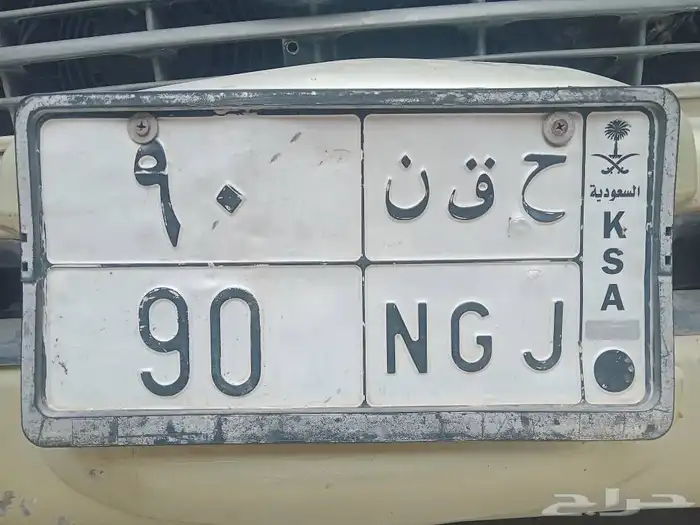 ٩٠ ح ق ن
90 NGJ
السعودية
K
S
A
حراج